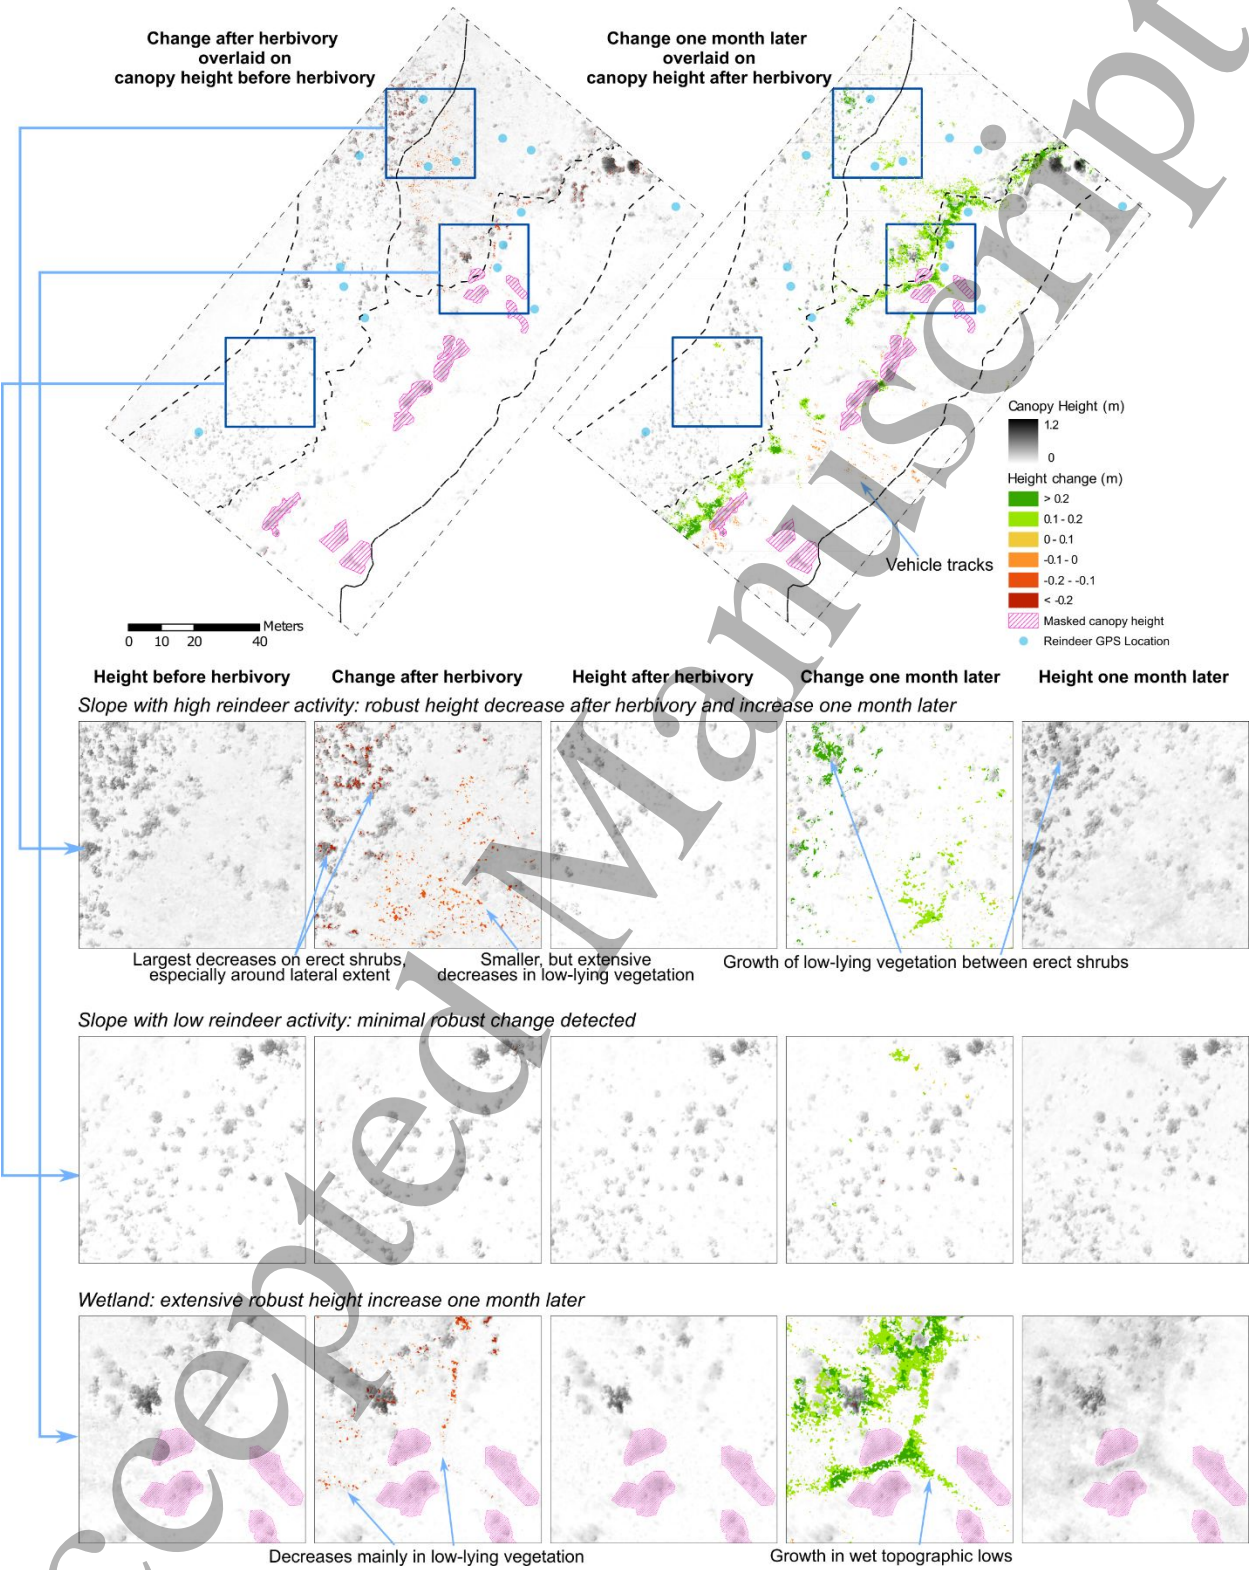 Change after herbivory
overlaid on
canopy height before herbivory
Change one month later
overlaid on
canopy height after herbivory
Canopy Height (m)
1.2
0
Height change (m)
> 0.2
0.1 - 0.2
0 - 0.1
-0.1 - 0
-0.2 - -0.1
< -0.2
Masked canopy height
Reindeer GPS Location
Vehicle tracks
Meters
0 10 20 40
Height before herbivory
Change after herbivory
Height after herbivory
Change one month later
Height one month later
Slope with high reindeer activity: robust height decrease after herbivory and increase one month later
Largest decreases on erect shrubs,
especially around lateral extent
Smaller, but extensive
decreases in low-lying vegetation
Growth of low-lying vegetation between erect shrubs
Slope with low reindeer activity: minimal robust change detected
Wetland: extensive robust height increase one month later
Decreases mainly in low-lying vegetation
Growth in wet topographic lows
Accepted Manuscript